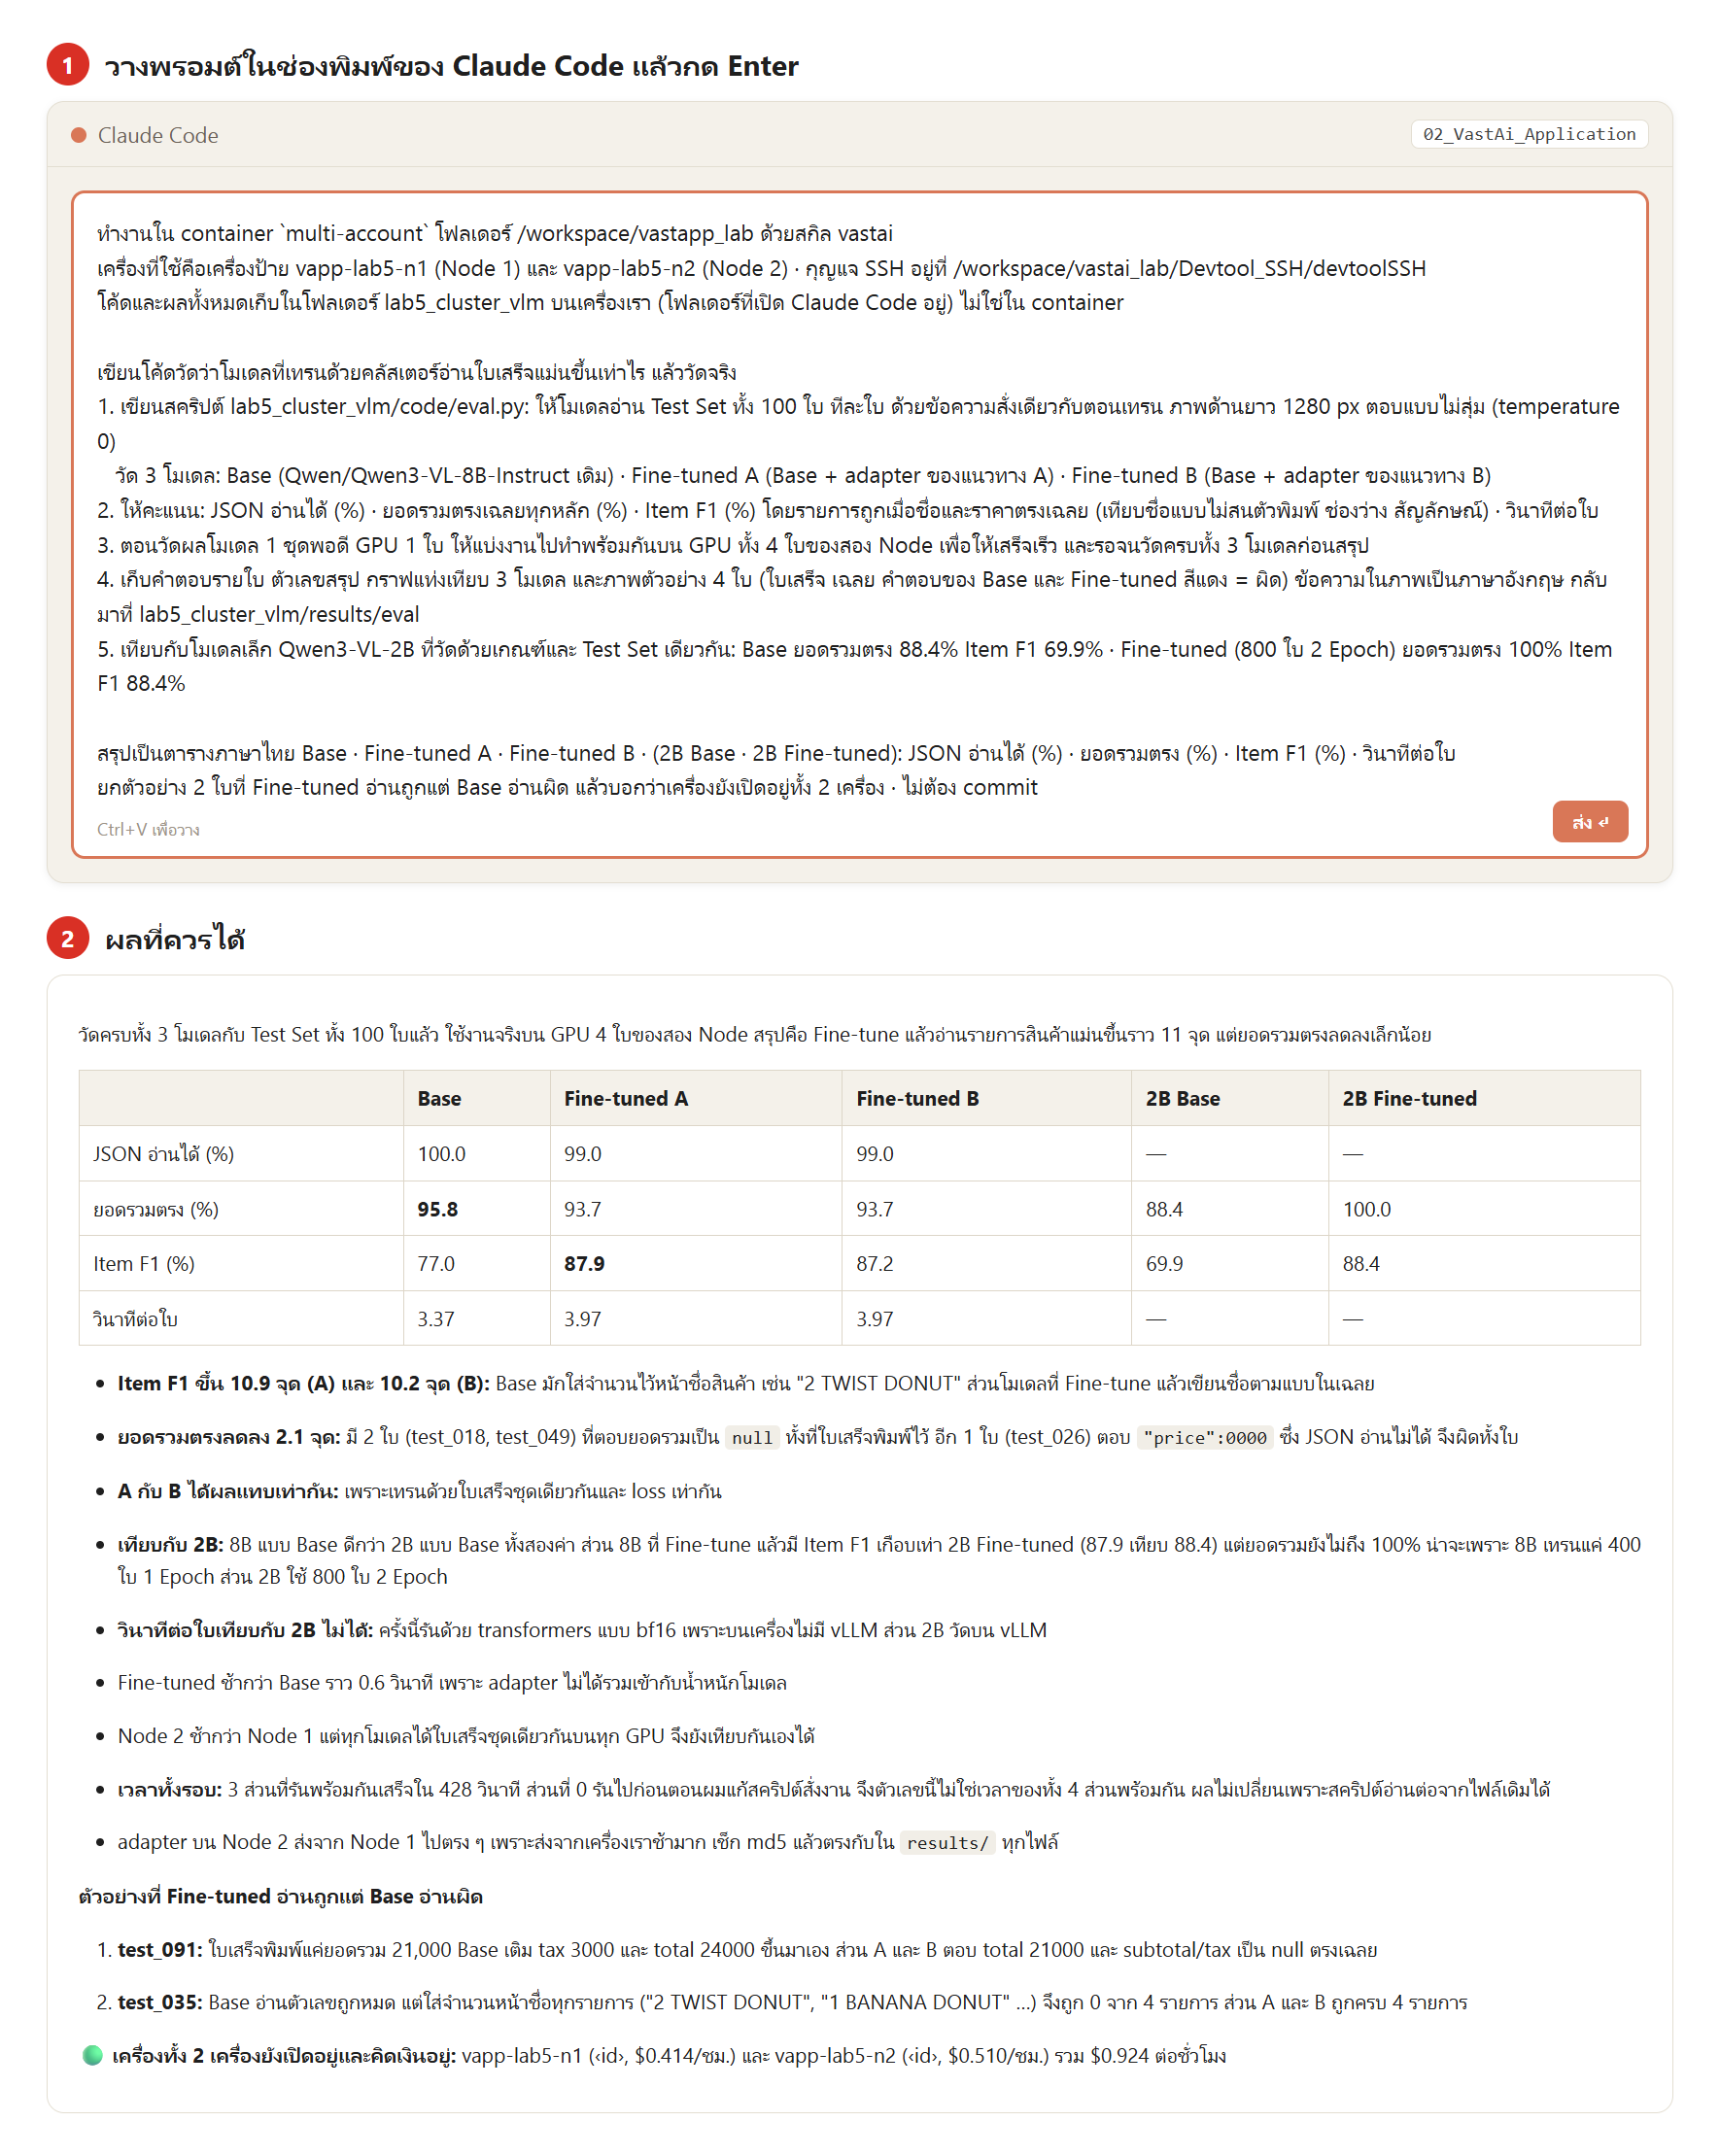 1 วางพรอมต์ในช่องพิมพ์ของ Claude Code แล้วกด Enter
Claude Code
02_VastAi_Application
ทำงานใน container `multi-account` โฟลเดอร์ /workspace/vastapp_lab ด้วยสกิล vastai
เครื่องที่ใช้คือเครื่องป้าย vapp-lab5-n1 (Node 1) และ vapp-lab5-n2 (Node 2) · กุญแจ SSH อยู่ที่ /workspace/vastai_lab/Devtool_SSH/devtoolSSH
โค้ดและผลทั้งหมดเก็บในโฟลเดอร์ lab5_cluster_vlm บนเครื่องเรา (โฟลเดอร์ที่เปิด Claude Code อยู่) ไม่ใช่ใน container
เขียนโค้ดวัดว่าโมเดลที่เทรนด้วยคลัสเตอร์อ่านใบเสร็จแม่นขึ้นเท่าไร แล้ววัดจริง
1. เขียนสคริปต์ lab5_cluster_vlm/code/eval.py: ให้โมเดลอ่าน Test Set ทั้ง 100 ใบ ทีละใบ ด้วยข้อความสั่งเดียวกับตอนเทรน ภาพด้านยาว 1280 px ตอบแบบไม่สุ่ม (temperature
0)
วัด 3 โมเดล: Base (Qwen/Qwen3-VL-8B-Instruct เดิม) · Fine-tuned A (Base + adapter ของแนวทาง A) · Fine-tuned B (Base + adapter ของแนวทาง B)
2. ให้คะแนน: JSON อ่านได้ (%) · ยอดรวมตรงเฉลยทุกหลัก (%) · Item F1 (%) โดยรายการถูกเมื่อชื่อและราคาตรงเฉลย (เทียบชื่อแบบไม่สนตัวพิมพ์ ช่องว่าง สัญลักษณ์) · วินาทีต่อใบ
3. ตอนวัดผลโมเดล 1 ชุดพอดี GPU 1 ใบ ให้แบ่งงานไปทำพร้อมกันบน GPU ทั้ง 4 ใบของสอง Node เพื่อให้เสร็จเร็ว และรอจนวัดครบทั้ง 3 โมเดลก่อนสรุป
4. เก็บคำตอบรายใบ ตัวเลขสรุป กราฟแท่งเทียบ 3 โมเดล และภาพตัวอย่าง 4 ใบ (ใบเสร็จ เฉลย คำตอบของ Base และ Fine-tuned สีแดง = ผิด) ข้อความในภาพเป็นภาษาอังกฤษ กลับ
มาที่ lab5_cluster_vlm/results/eval
5. เทียบกับโมเดลเล็ก Qwen3-VL-2B ที่วัดด้วยเกณฑ์และ Test Set เดียวกัน: Base ยอดรวมตรง 88.4% Item F1 69.9% · Fine-tuned (800 ใบ 2 Epoch) ยอดรวมตรง 100% Item
F1 88.4%
สรุปเป็นตารางภาษาไทย Base · Fine-tuned A · Fine-tuned B · (2B Base · 2B Fine-tuned): JSON อ่านได้ (%) · ยอดรวมตรง (%) · Item F1 (%) · วินาทีต่อใบ
ยกตัวอย่าง 2 ใบที่ Fine-tuned อ่านถูกแต่ Base อ่านผิด แล้วบอกว่าเครื่องยังเปิดอยู่ทั้ง 2 เครื่อง · ไม่ต้อง commit
Ctrl+V เพื่อวาง
ส่ง ⏎
2 ผลที่ควรได้
วัดครบทั้ง 3 โมเดลกับ Test Set ทั้ง 100 ใบแล้ว ใช้งานจริงบน GPU 4 ใบของสอง Node สรุปคือ Fine-tune แล้วอ่านรายการสินค้าแม่นขึ้นราว 11 จุด แต่ยอดรวมตรงลดลงเล็กน้อย
Base Fine-tuned A Fine-tuned B 2B Base 2B Fine-tuned
JSON อ่านได้ (%) 100.0 99.0 99.0 — —
ยอดรวมตรง (%) 95.8 93.7 93.7 88.4 100.0
Item F1 (%) 77.0 87.9 87.2 69.9 88.4
วินาทีต่อใบ 3.37 3.97 3.97 — —
• Item F1 ขึ้น 10.9 จุด (A) และ 10.2 จุด (B): Base มักใส่จำนวนไว้หน้าชื่อสินค้า เช่น "2 TWIST DONUT" ส่วนโมเดลที่ Fine-tune แล้วเขียนชื่อตามแบบในเฉลย
• ยอดรวมตรงลดลง 2.1 จุด: มี 2 ใบ (test_018, test_049) ที่ตอบยอดรวมเป็น null ทั้งที่ใบเสร็จพิมพ์ไว้ อีก 1 ใบ (test_026) ตอบ "price":0000 ซึ่ง JSON อ่านไม่ได้ จึงผิดทั้งใบ
• A กับ B ได้ผลแทบเท่ากัน: เพราะเทรนด้วยใบเสร็จชุดเดียวกันและ loss เท่ากัน
• เทียบกับ 2B: 8B แบบ Base ดีกว่า 2B แบบ Base ทั้งสองค่า ส่วน 8B ที่ Fine-tune แล้วมี Item F1 เกือบเท่า 2B Fine-tuned (87.9 เทียบ 88.4) แต่ยอดรวมยังไม่ถึง 100% น่าจะเพราะ 8B เทรนแค่ 400
ใบ 1 Epoch ส่วน 2B ใช้ 800 ใบ 2 Epoch
• วินาทีต่อใบเทียบกับ 2B ไม่ได้: ครั้งนี้รันด้วย transformers แบบ bf16 เพราะบนเครื่องไม่มี vLLM ส่วน 2B วัดบน vLLM
• Fine-tuned ช้ากว่า Base ราว 0.6 วินาที เพราะ adapter ไม่ได้รวมเข้ากับน้ำหนักโมเดล
• Node 2 ช้ากว่า Node 1 แต่ทุกโมเดลได้ใบเสร็จชุดเดียวกันบนทุก GPU จึงยังเทียบกันเองได้
• เวลาทั้งรอบ: 3 ส่วนที่รันพร้อมกันเสร็จใน 428 วินาที ส่วนที่ 0 รันไปก่อนตอนผมแก้สคริปต์สั่งงาน จึงตัวเลขนี้ไม่ใช่เวลาของทั้ง 4 ส่วนพร้อมกัน ผลไม่เปลี่ยนเพราะสคริปต์อ่านต่อจากไฟล์เดิมได้
• adapter บน Node 2 ส่งจาก Node 1 ไปตรง ๆ เพราะส่งจากเครื่องเราช้ามาก เช็ก md5 แล้วตรงกับใน results/ ทุกไฟล์
ตัวอย่างที่ Fine-tuned อ่านถูกแต่ Base อ่านผิด
1. test_091: ใบเสร็จพิมพ์แค่ยอดรวม 21,000 Base เติม tax 3000 และ total 24000 ขึ้นมาเอง ส่วน A และ B ตอบ total 21000 และ subtotal/tax เป็น null ตรงเฉลย
2. test_035: Base อ่านตัวเลขถูกหมด แต่ใส่จำนวนหน้าชื่อทุกรายการ ("2 TWIST DONUT", "1 BANANA DONUT" ...) จึงถูก 0 จาก 4 รายการ ส่วน A และ B ถูกครบ 4 รายการ
เครื่องทั้ง 2 เครื่องยังเปิดอยู่และคิดเงินอยู่: vapp-lab5-n1 (‹id›, $0.414/ชม.) และ vapp-lab5-n2 (‹id›, $0.510/ชม.) รวม $0.924 ต่อชั่วโมง